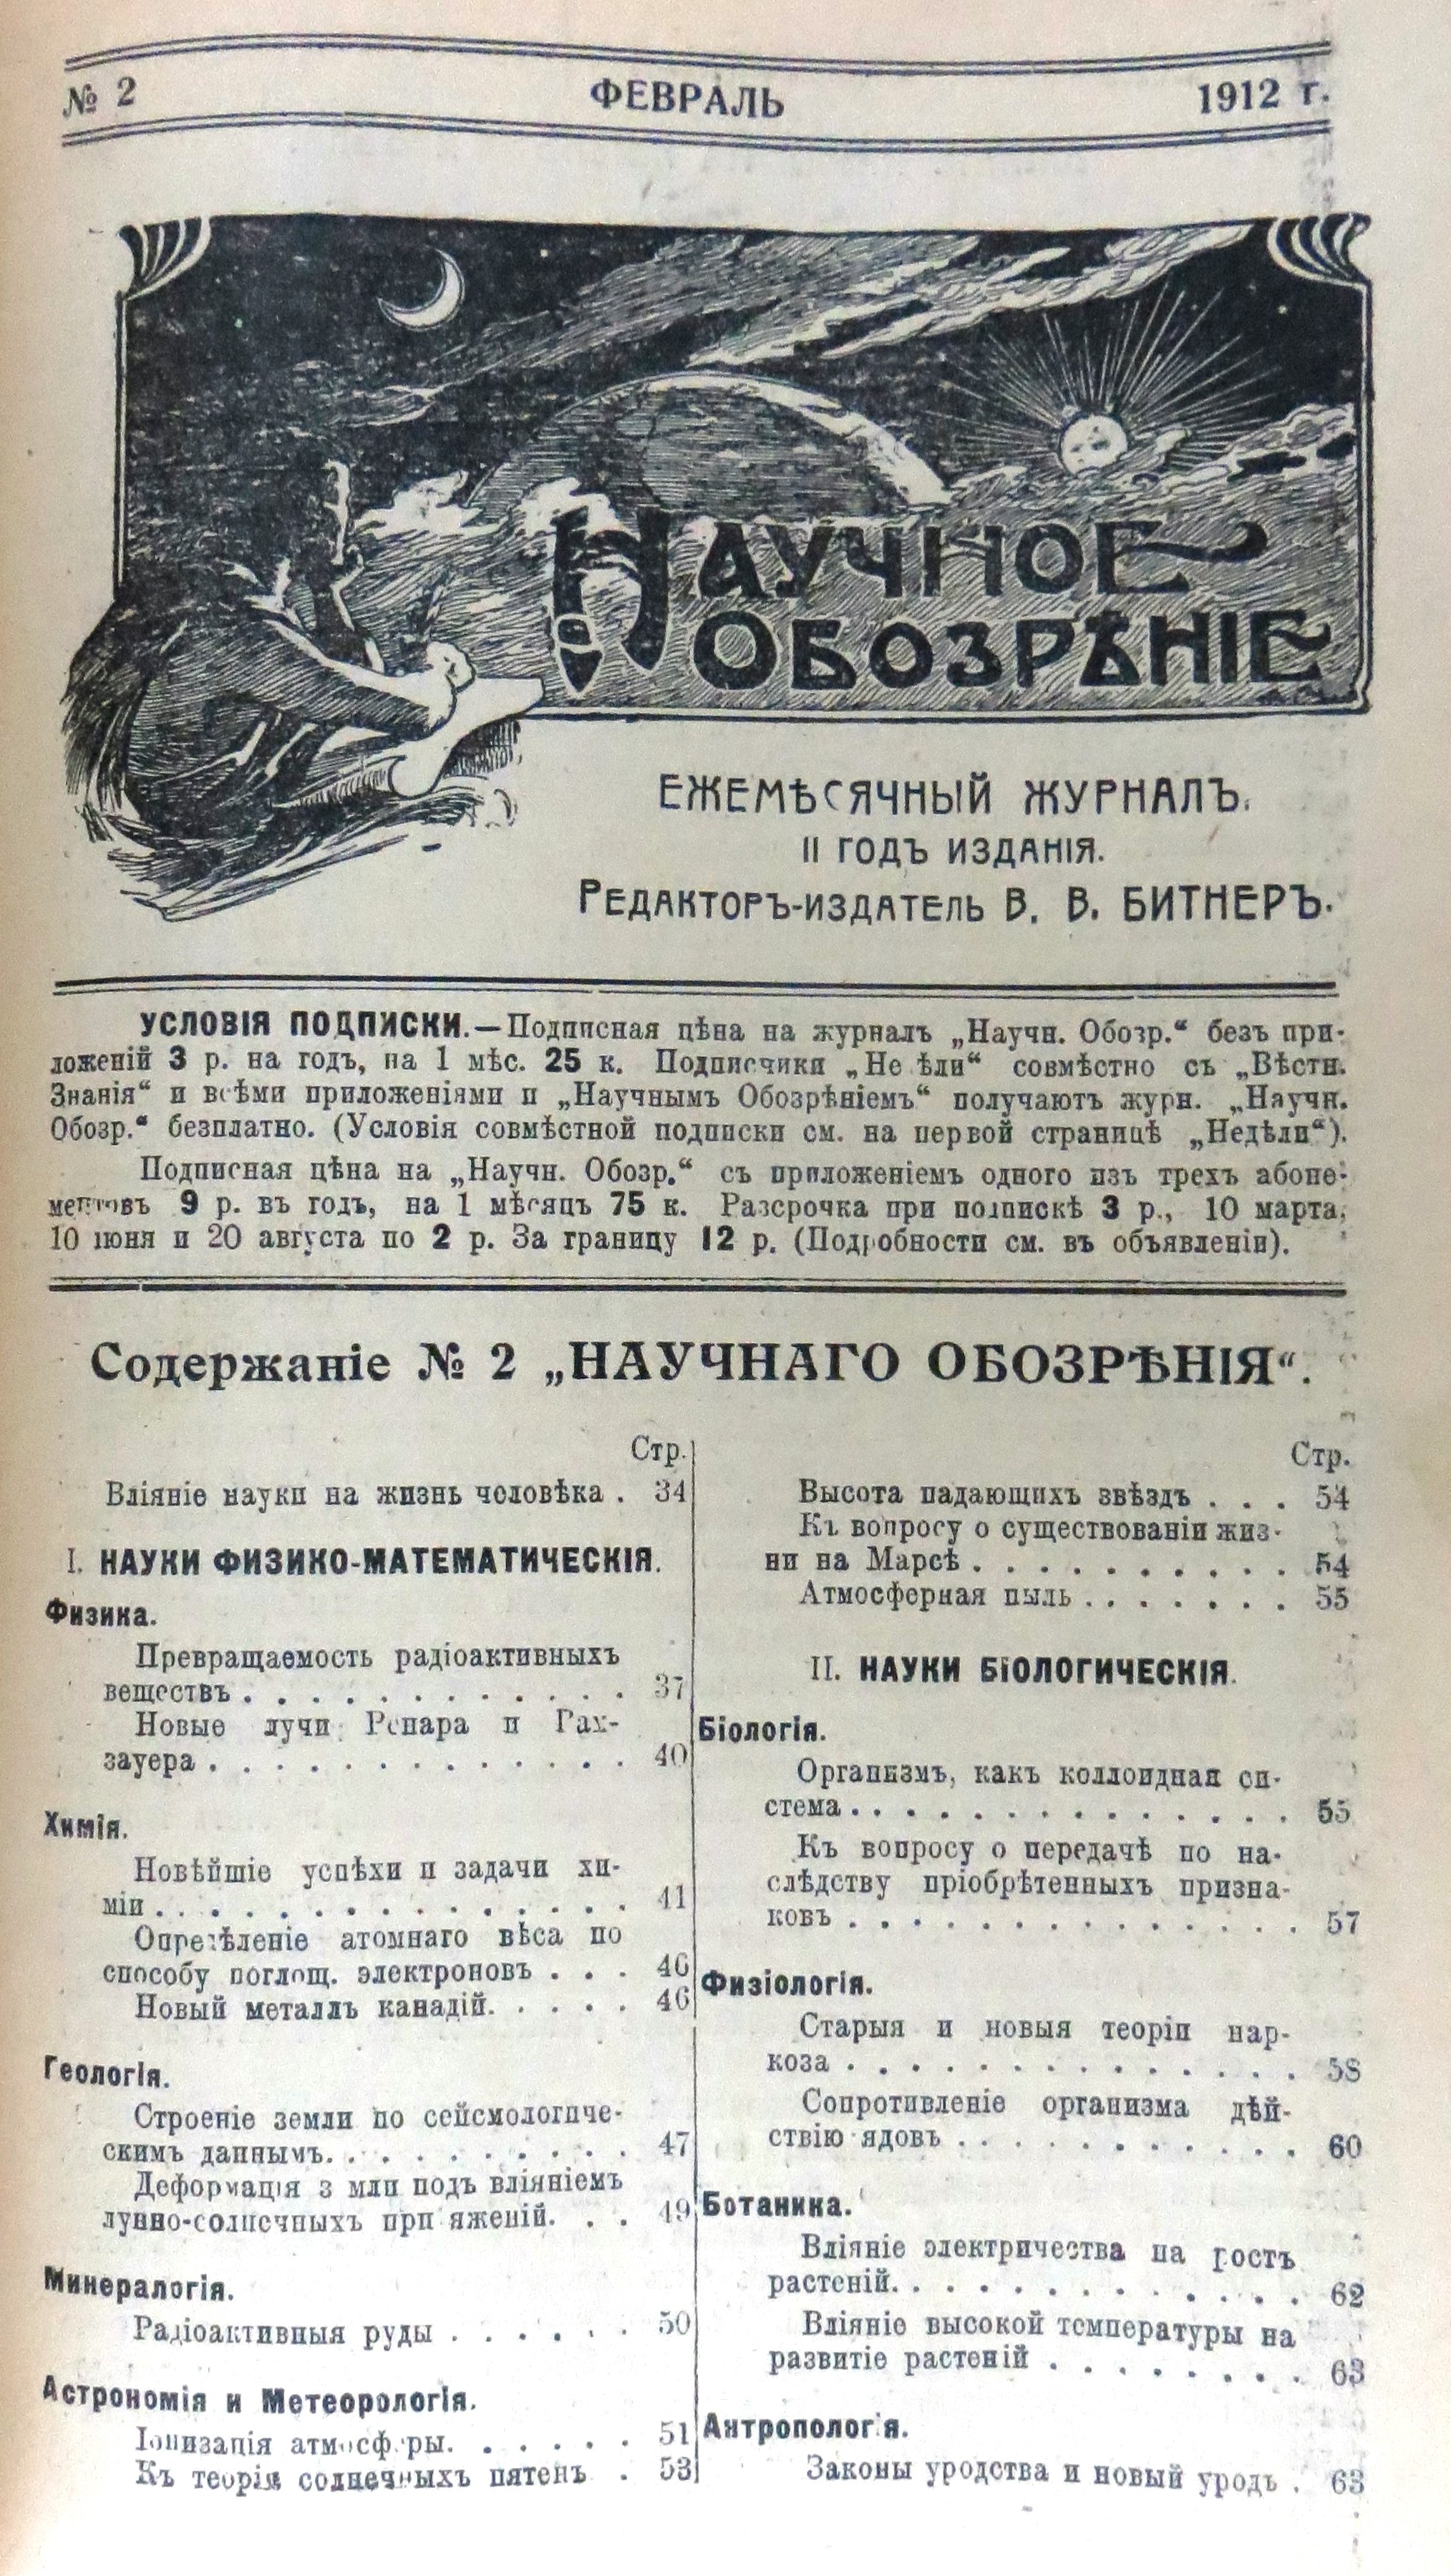 № 2 ФЕВРАЛЬ 1912 г.
НАУЧНОЕ
ОБОЗРѢНІЕ
ЕЖЕМѢСЯЧНЫЙ ЖУРНАЛЪ.
II ГОДЪ ИЗДАНІЯ.
РЕДАКТОРЪ-ИЗДАТЕЛЬ В. В. БИТНЕРЪ.
УСЛОВІЯ ПОДПИСКИ.—Подписная цѣна на журналъ „Научн. Обозр.“ безъ при-
ложеній 3 р. на годъ, на 1 мѣс. 25 к. Подписчики „Не ѣли“ совмѣстно съ „Вѣстн.
Знанія“ и всѣми приложеніями и „Научнымъ Обозрѣніемъ“ получаютъ журн. „Научн.
Обозр.“ безплатно. (Условія совмѣстной подписки см. на первой страницѣ „Недѣли“).
Подписная цѣна на „Научн. Обозр.“ съ приложеніемъ одного изъ трехъ абоне-
ментовъ 9 р. въ годъ, на 1 мѣсяцъ 75 к. Разсрочка при подпискѣ 3 р., 10 марта,
10 іюня и 20 августа по 2 р. За границу 12 р. (Подробности см. въ объявленіи).
Содержаніе № 2 „НАУЧНАГО ОБОЗРѢНІЯ“.
Стр.
Вліяніе науки на жизнь человѣка . 34
I. НАУКИ ФИЗИКО-МАТЕМАТИЧЕСКІЯ.
Физика.
Превращаемость радіоактивныхъ
веществъ . . . . . . . . . . . . . 37
Новые лучи Репара и Гах-
зауера . . . . . . . . . . . . . . 40
Химія.
Новѣйшіе успѣхи и задачи хи-
міи . . . . . . . . . . . . . . . . 41
Опредѣленіе атомнаго вѣса по
способу поглощ. электроновъ . . . 46
Новый металлъ канадій. . . . . 46
Геологія.
Строеніе земли по сейсмологиче-
скимъ даннымъ. . . . . . . . . . 47
Деформація з мли подъ вліяніемъ
лунно-солнечныхъ при яженій. . . 49
Минералогія.
Радіоактивныя руды . . . . . . 50
Астрономія и Метеорологія.
Іонизація атмосферы. . . . . . 51
Къ теоріи солнечныхъ пятенъ . 53
Стр.
Высота падающихъ звѣздъ . . . 54
Къ вопросу о существованіи жиз-
ни на Марсѣ . . . . . . . . . . . 54
Атмосферная пыль . . . . . . . 55
II. НАУКИ БІОЛОГИЧЕСКІЯ.
Біологія.
Организмъ, какъ коллоидная си-
стема . . . . . . . . . . . . . . . 55
Къ вопросу о передачѣ по на-
слѣдству пріобрѣтенныхъ призна-
ковъ . . . . . . . . . . . . . . . 57
Физіологія.
Старыя и новыя теоріи нар-
коза . . . . . . . . . . . . . . . 58
Сопротивленіе организма дѣй-
ствію ядовъ . . . . . . . . . . . . 60
Ботаника.
Вліяніе электричества на ростъ
растеній. . . . . . . . . . . . . . 62
Вліяніе высокой температуры на
развитіе растеній . . . . . . . . 63
Антропологія.
Законы уродства и новый уродъ . 63